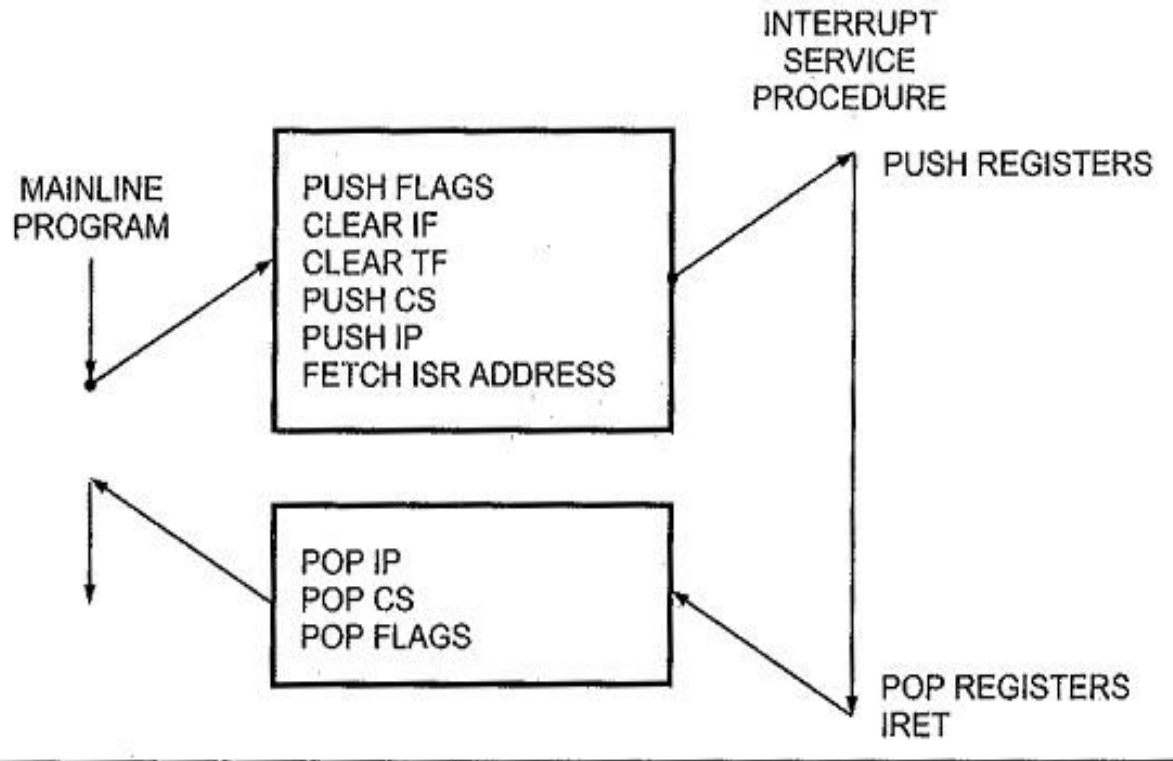 INTERRUPT
SERVICE
PROCEDURE
MAINLINE
PROGRAM
PUSH FLAGS
CLEAR IF
CLEAR TF
PUSH CS
PUSH IP
FETCH ISR ADDRESS
PUSH REGISTERS
POP IP
POP CS
POP FLAGS
POP REGISTERS
IRET